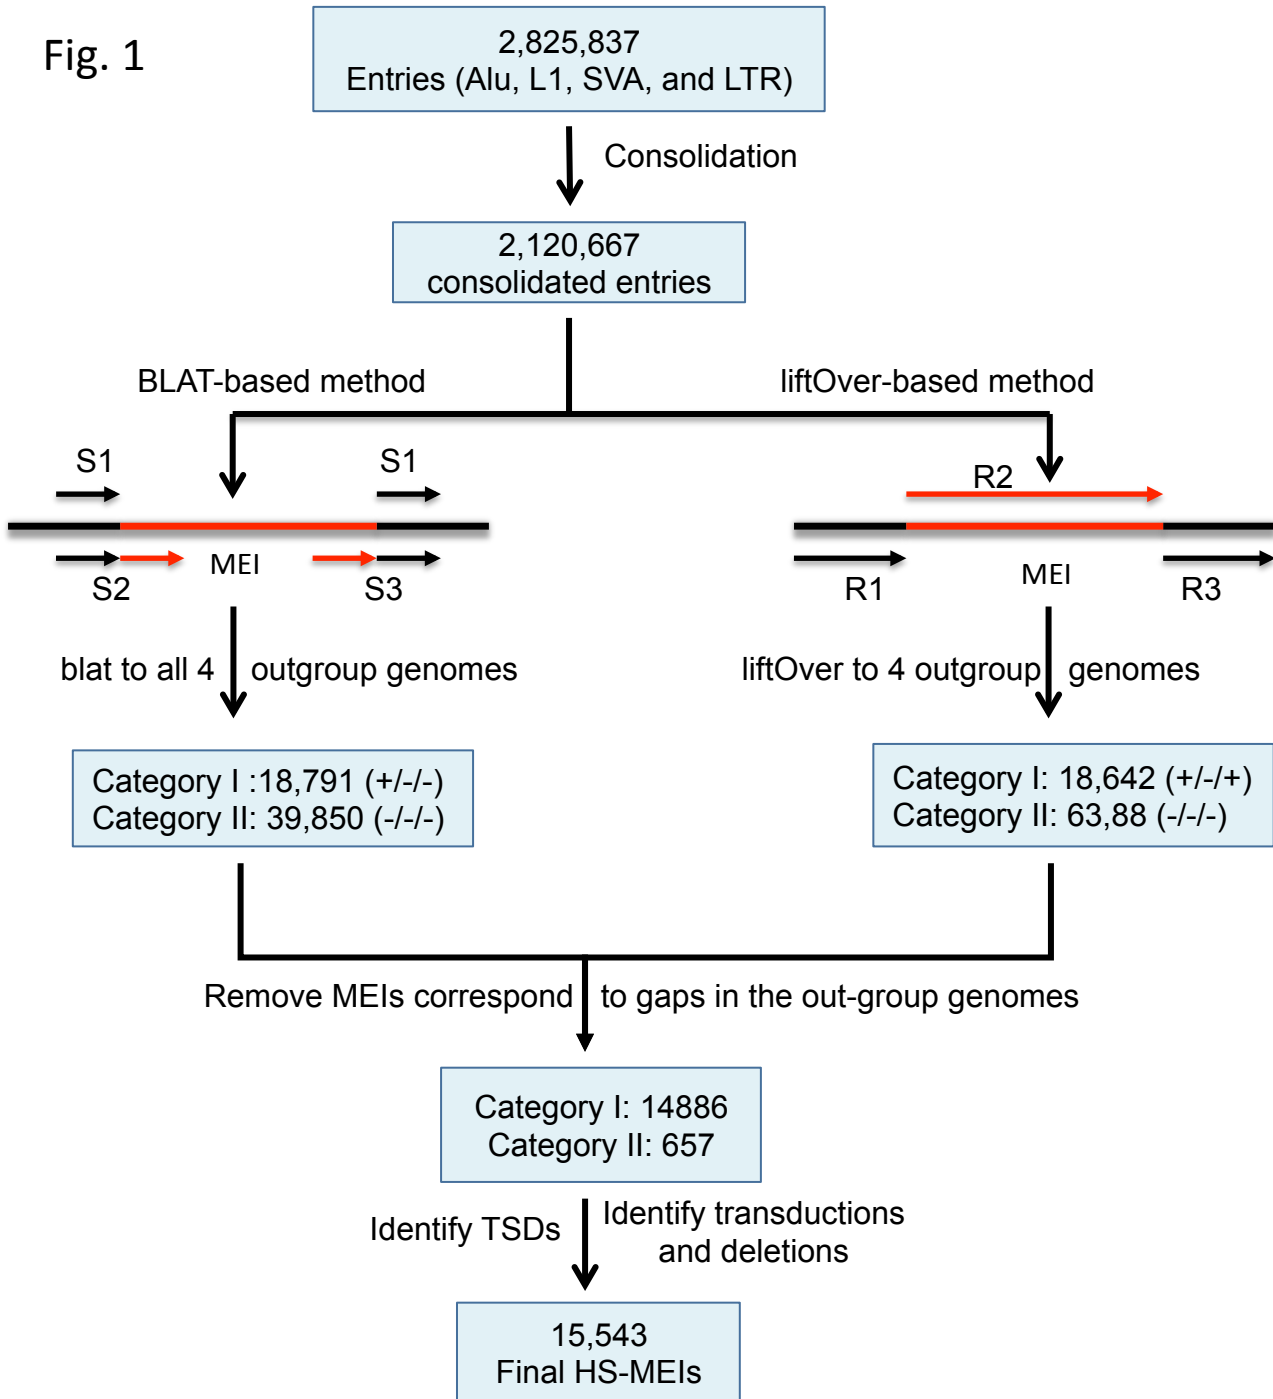 Fig. 1
2,825,837
Entries (Alu, L1, SVA, and LTR)
Consolidation
2,120,667
consolidated entries
BLAT-based method
liftOver-based method
S1
S1
MEI
S2
S3
R2
R1
MEI
R3
blat to all 4 outgroup genomes
liftOver to 4 outgroup genomes
Category I :18,791 (+/-/-)
Category II: 39,850 (-/-/-)
Category I: 18,642 (+/-/+)
Category II: 63,88 (-/-/-)
Remove MEIs correspond to gaps in the out-group genomes
Category I: 14886
Category II: 657
Identify TSDs
Identify transductions
and deletions
15,543
Final HS-MEIs